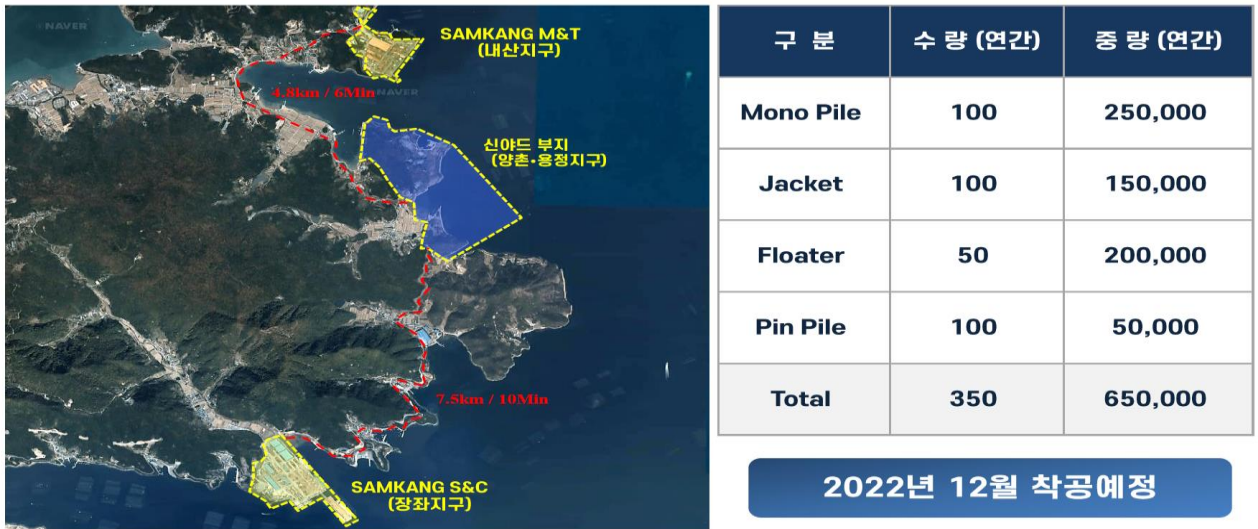 NAVER
SAMKANG M&T
(내산지구)
4.8km / 6Min
NAVER
신야드 부지
(양촌•용정지구)
7.5km / 10Min
SAMKANG S&C
(장좌지구)
구 분 수 량 (연간) 중 량 (연간)
Mono Pile 100 250,000
Jacket 100 150,000
Floater 50 200,000
Pin Pile 100 50,000
Total 350 650,000
2022년 12월 착공예정